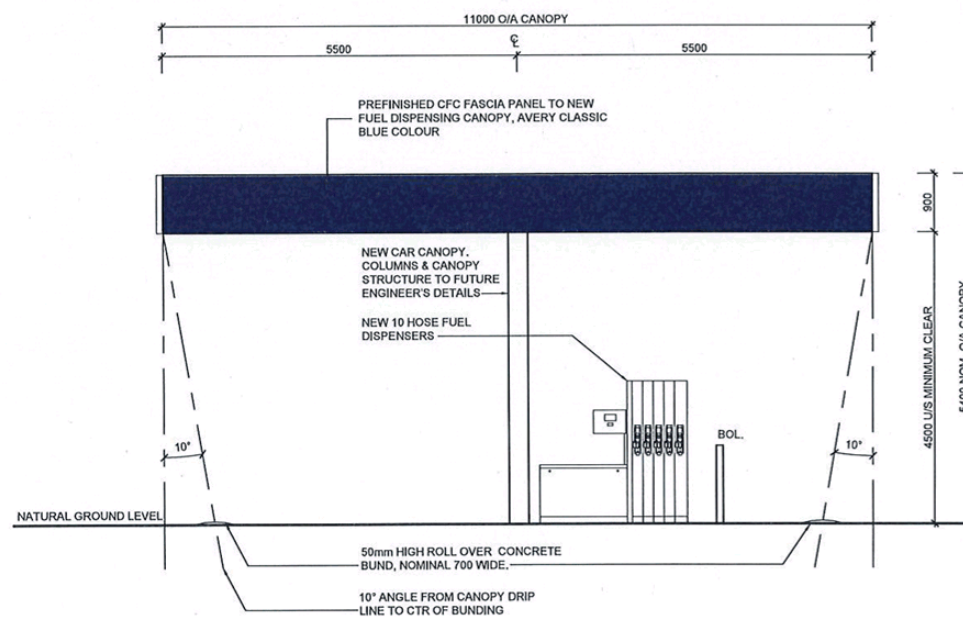 11000 O/A CANOPY
5500
℄
5500
PREFINISHED CFC FASCIA PANEL TO NEW
FUEL DISPENSING CANOPY, AVERY CLASSIC
BLUE COLOUR
900
NEW CAR CANOPY.
COLUMNS & CANOPY
STRUCTURE TO FUTURE
ENGINEER'S DETAILS
NEW 10 HOSE FUEL
DISPENSERS
4500 U/S MINIMUM CLEAR
5400 NOM. O/A CANOPY
BOL.
10°
10°
NATURAL GROUND LEVEL
50mm HIGH ROLL OVER CONCRETE
BUND, NOMINAL 700 WIDE.
10° ANGLE FROM CANOPY DRIP
LINE TO CTR OF BUNDING